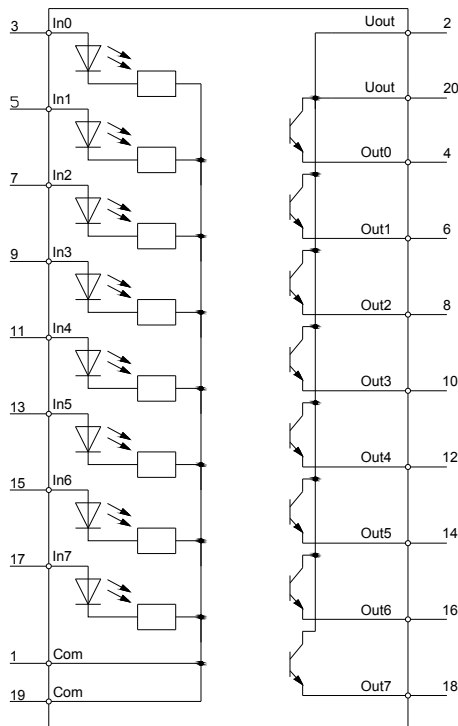 3 In0 Uout 2
5 In1 Uout 20
Out0 4
7 In2 Out1 6
9 In3 Out2 8
11 In4 Out3 10
13 In5 Out4 12
15 In6 Out5 14
17 In7 Out6 16
1 Com
19 Com Out7 18